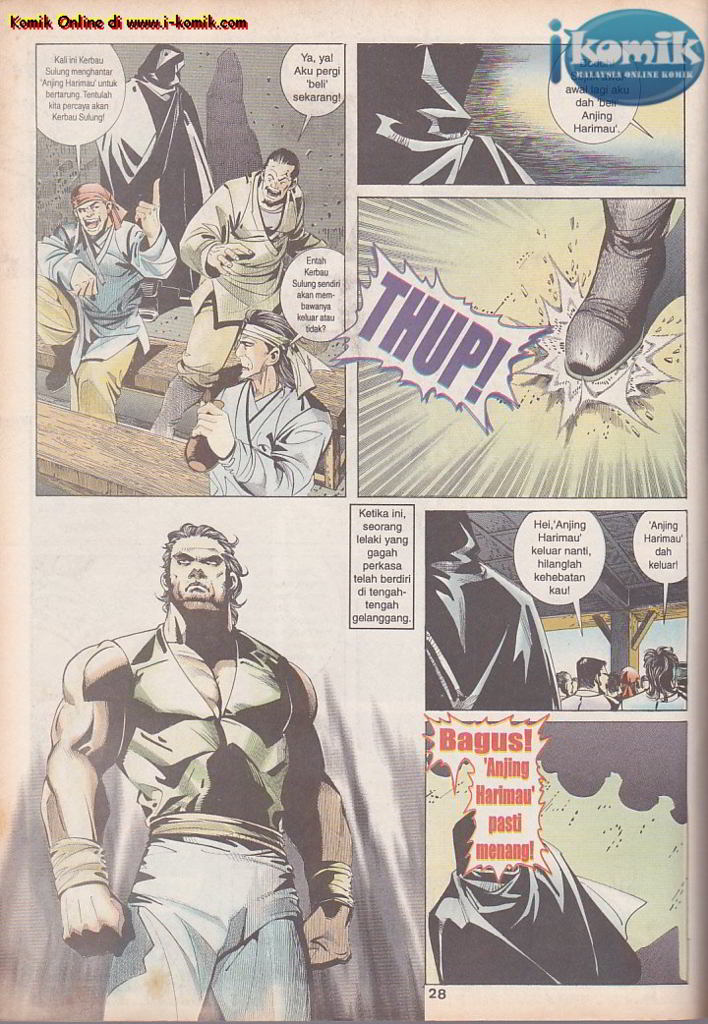 Komik Online di www.i-komik.com
ikomik
MALAYSIA ONLINE KOMIK
Kali ini Kerbau
Sulung menghantar
'Anjing Harimau' untuk
bertarung. Tentulah
kita percaya akan
Kerbau Sulung!
Ya, ya!
Aku pergi
'beli'
sekarang!
Entah
Kerbau
Sulung sendiri
akan mem-
bawanya
keluar atau
tidak?
awal lagi aku
dah 'beli'
Anjing
Harimau'.
THUP!
Ketika ini,
seorang
lelaki yang
gagah
perkasa
telah berdiri
di tengah-
tengah
gelanggang.
Hei,'Anjing
Harimau'
keluar nanti,
hilanglah
kehebatan
kau!
'Anjing
Harimau'
dah
keluar!
Bagus!
'Anjing
Harimau'
pasti
menang!
28